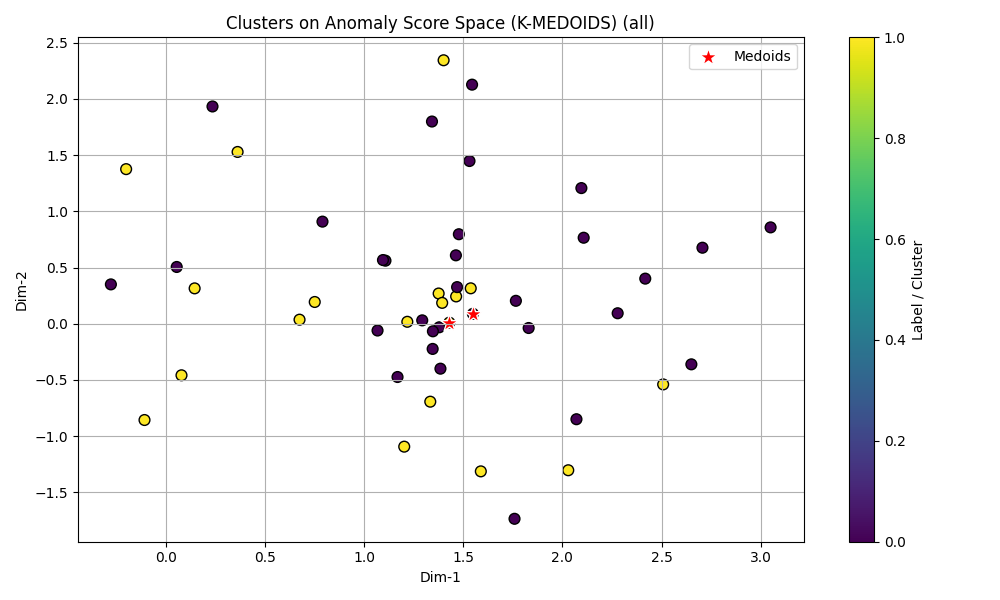 Clusters on Anomaly Score Space (K-MEDOIDS) (all)
Medoids
2.5
2.0
1.5
1.0
0.5
0.0
−0.5
−1.0
−1.5
Dim-2
0.0 0.5 1.0 1.5 2.0 2.5 3.0
Dim-1
1.0
0.8
0.6
0.4
0.2
0.0
Label / Cluster